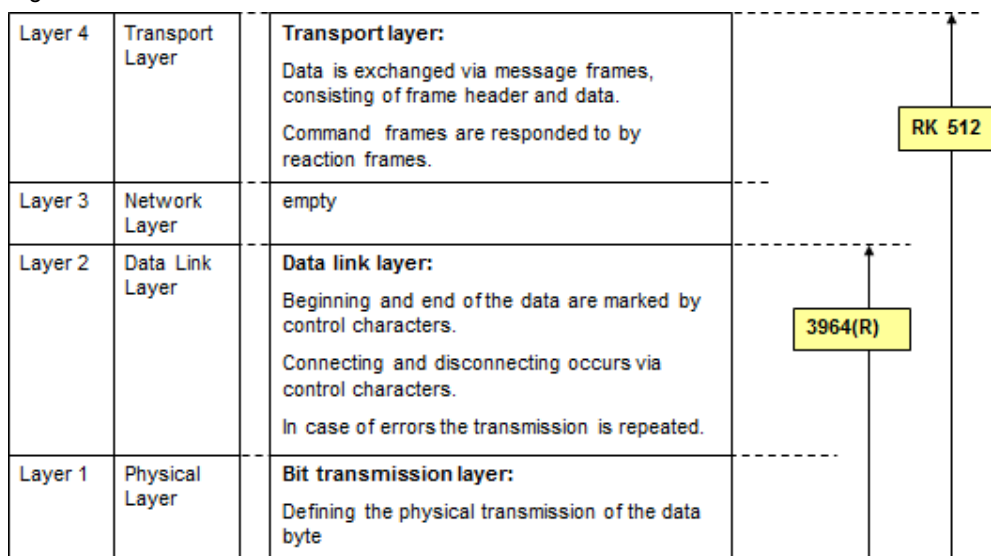 Layer 4
Transport
Layer
Transport layer:
Data is exchanged via message frames,
consisting of frame header and data.
Command frames are responded to by
reaction frames.
RK 512
Layer 3
Network
Layer
empty
Layer 2
Data Link
Layer
Data link layer:
Beginning and end of the data are marked by
control characters.
Connecting and disconnecting occurs via
control characters.
In case of errors the transmission is repeated.
3964(R)
Layer 1
Physical
Layer
Bit transmission layer:
Defining the physical transmission of the data
byte